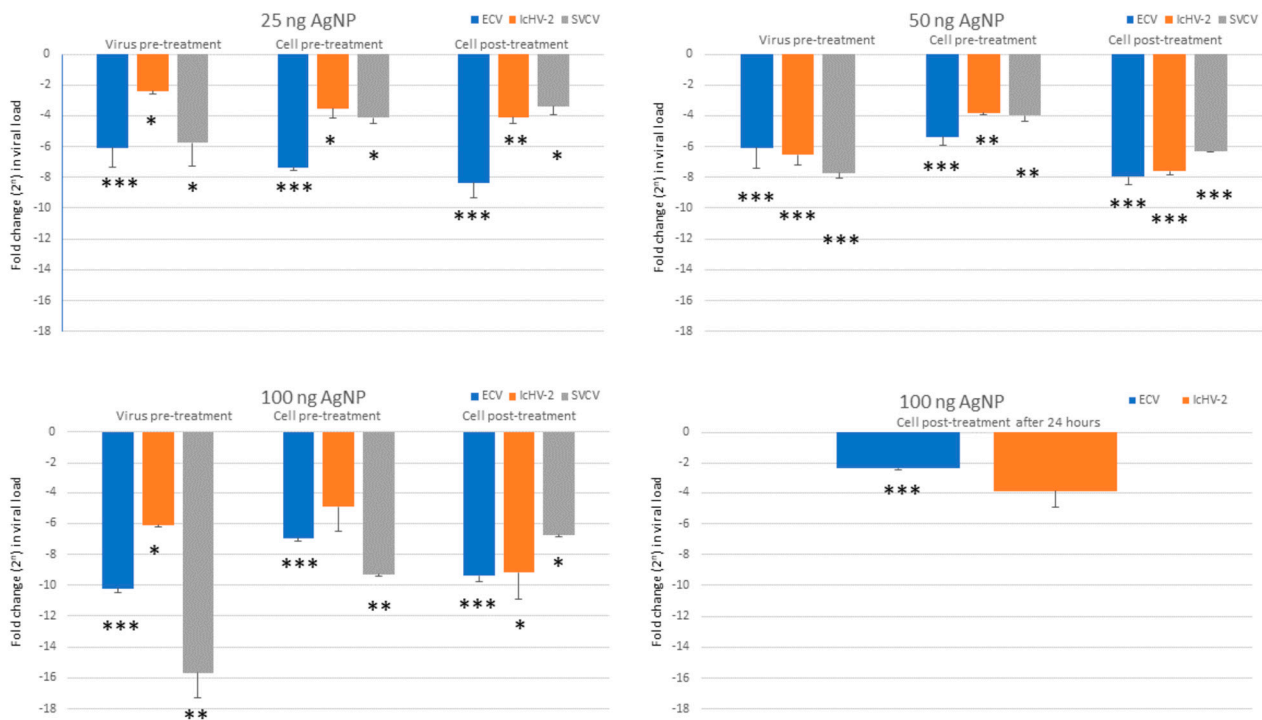 25 ng AgNP
ECV IcHV-2 SVCV
Virus pre-treatment Cell pre-treatment Cell post-treatment
Fold change (2ⁿ) in viral load
0
-2
-4
-6
-8
-10
-12
-14
-16
-18
*** * *
*** * *
*** ** *
50 ng AgNP
ECV IcHV-2 SVCV
Virus pre-treatment Cell pre-treatment Cell post-treatment
Fold change (2ⁿ) in viral load
0
-2
-4
-6
-8
-10
-12
-14
-16
-18
*** *** ***
*** ** **
*** *** ***
100 ng AgNP
ECV IcHV-2 SVCV
Virus pre-treatment Cell pre-treatment Cell post-treatment
Fold change (2ⁿ) in viral load
0
-2
-4
-6
-8
-10
-12
-14
-16
-18
*** * **
*** **
*** * *
100 ng AgNP
ECV IcHV-2
Cell post-treatment after 24 hours
Fold change (2ⁿ) in viral load
0
-2
-4
-6
-8
-10
-12
-14
-16
-18
***